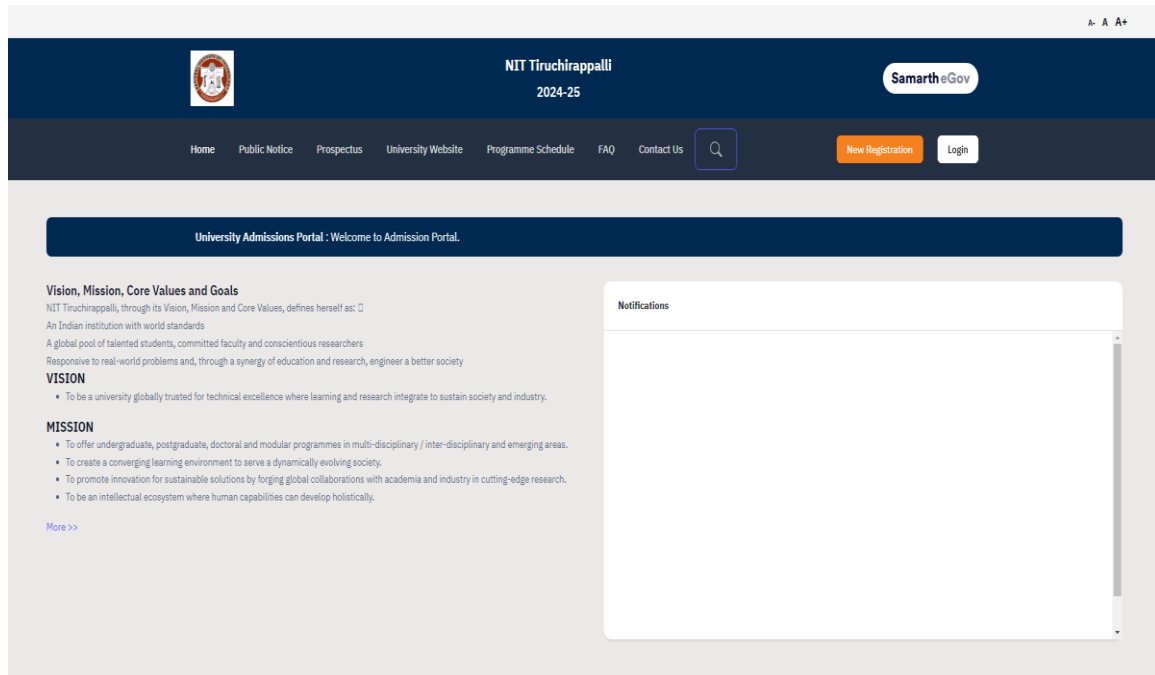 A- A A+
NIT Tiruchirappalli
2024-25
Samarth eGov
Home Public Notice Prospectus University Website Programme Schedule FAQ Contact Us New Registration Login
University Admissions Portal : Welcome to Admission Portal.
Vision, Mission, Core Values and Goals
NIT Tiruchirappalli, through its Vision, Mission and Core Values, defines herself as: 
An Indian institution with world standards
A global pool of talented students, committed faculty and conscientious researchers
Responsive to real-world problems and, through a synergy of education and research, engineer a better society
VISION
• To be a university globally trusted for technical excellence where learning and research integrate to sustain society and industry.
MISSION
• To offer undergraduate, postgraduate, doctoral and modular programmes in multi-disciplinary / inter-disciplinary and emerging areas.
• To create a converging learning environment to serve a dynamically evolving society.
• To promote innovation for sustainable solutions by forging global collaborations with academia and industry in cutting-edge research.
• To be an intellectual ecosystem where human capabilities can develop holistically.
More >>
Notifications